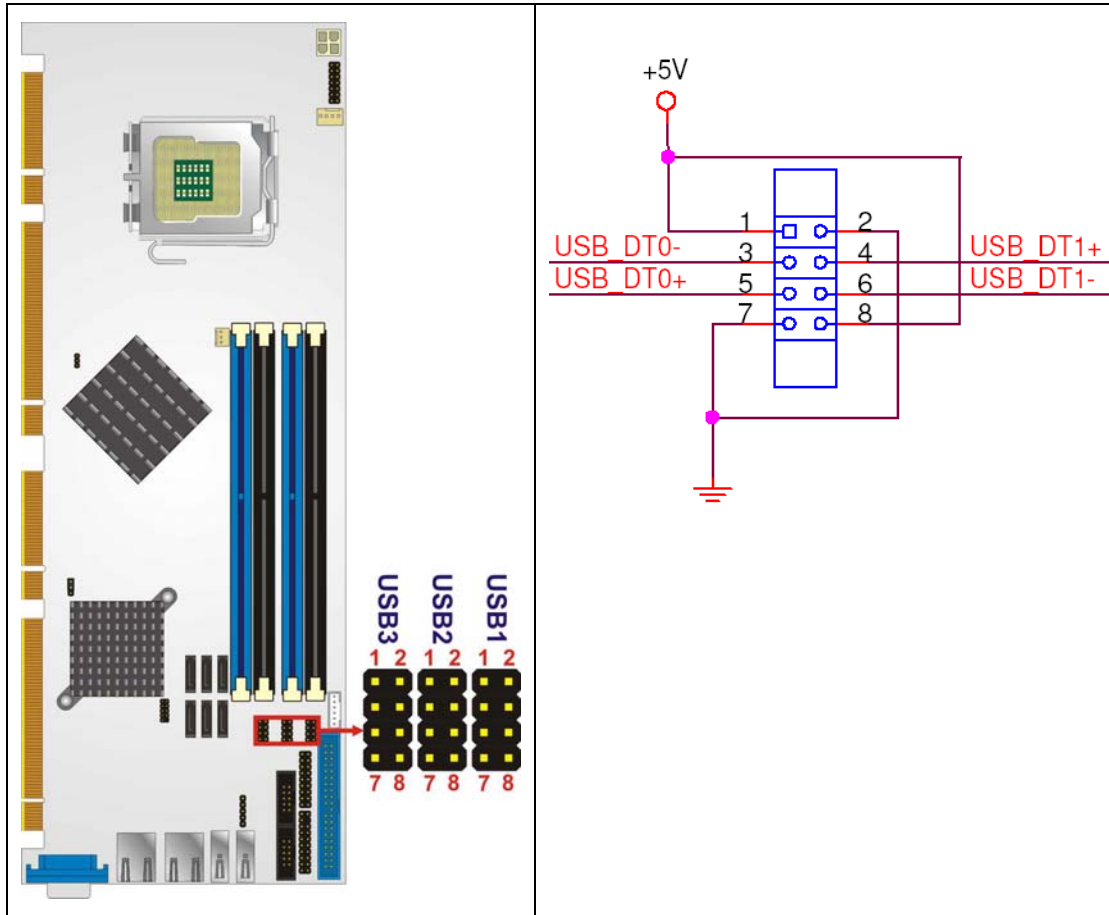 USB3 USB2 USB1
1 2 1 2 1 2
7 8 7 8 7 8
+5V
1 2
USB_DT0- 3 4 USB_DT1+
USB_DT0+ 5 6 USB_DT1-
7 8